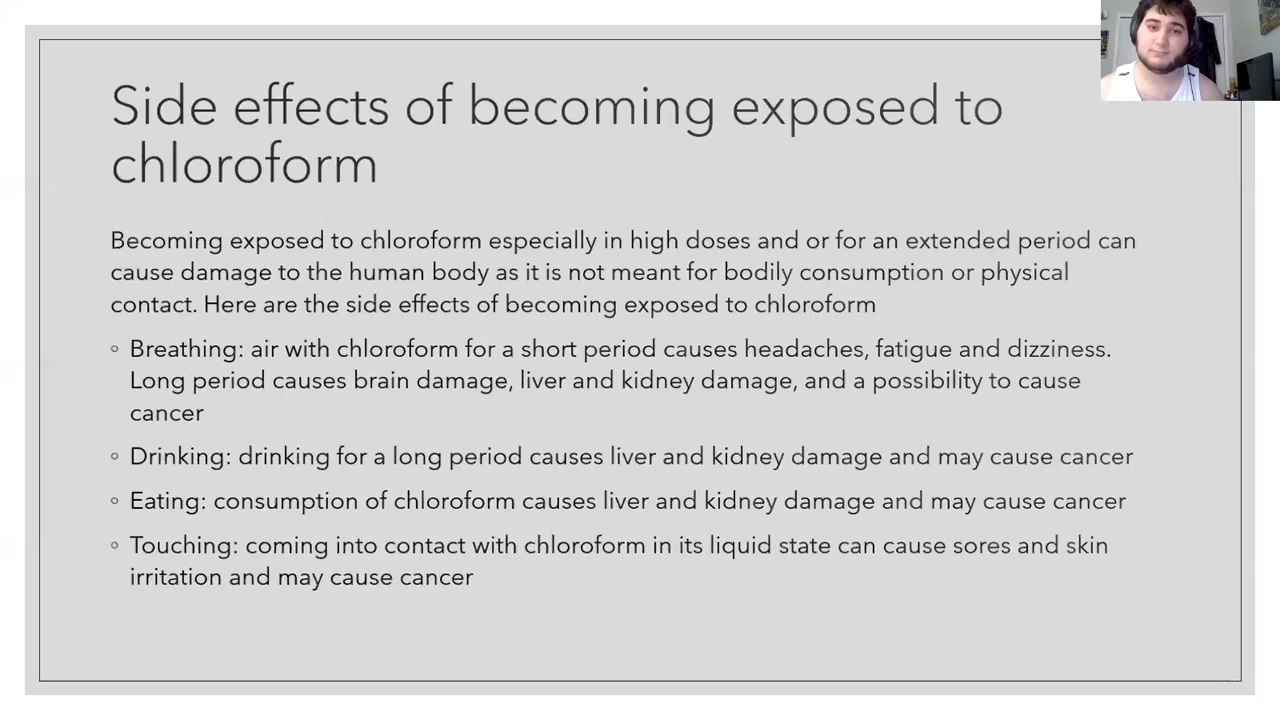 Side effects of becoming exposed to
chloroform
Becoming exposed to chloroform especially in high doses and or for an extended period can
cause damage to the human body as it is not meant for bodily consumption or physical
contact. Here are the side effects of becoming exposed to chloroform
◦ Breathing: air with chloroform for a short period causes headaches, fatigue and dizziness.
Long period causes brain damage, liver and kidney damage, and a possibility to cause
cancer
◦ Drinking: drinking for a long period causes liver and kidney damage and may cause cancer
◦ Eating: consumption of chloroform causes liver and kidney damage and may cause cancer
◦ Touching: coming into contact with chloroform in its liquid state can cause sores and skin
irritation and may cause cancer